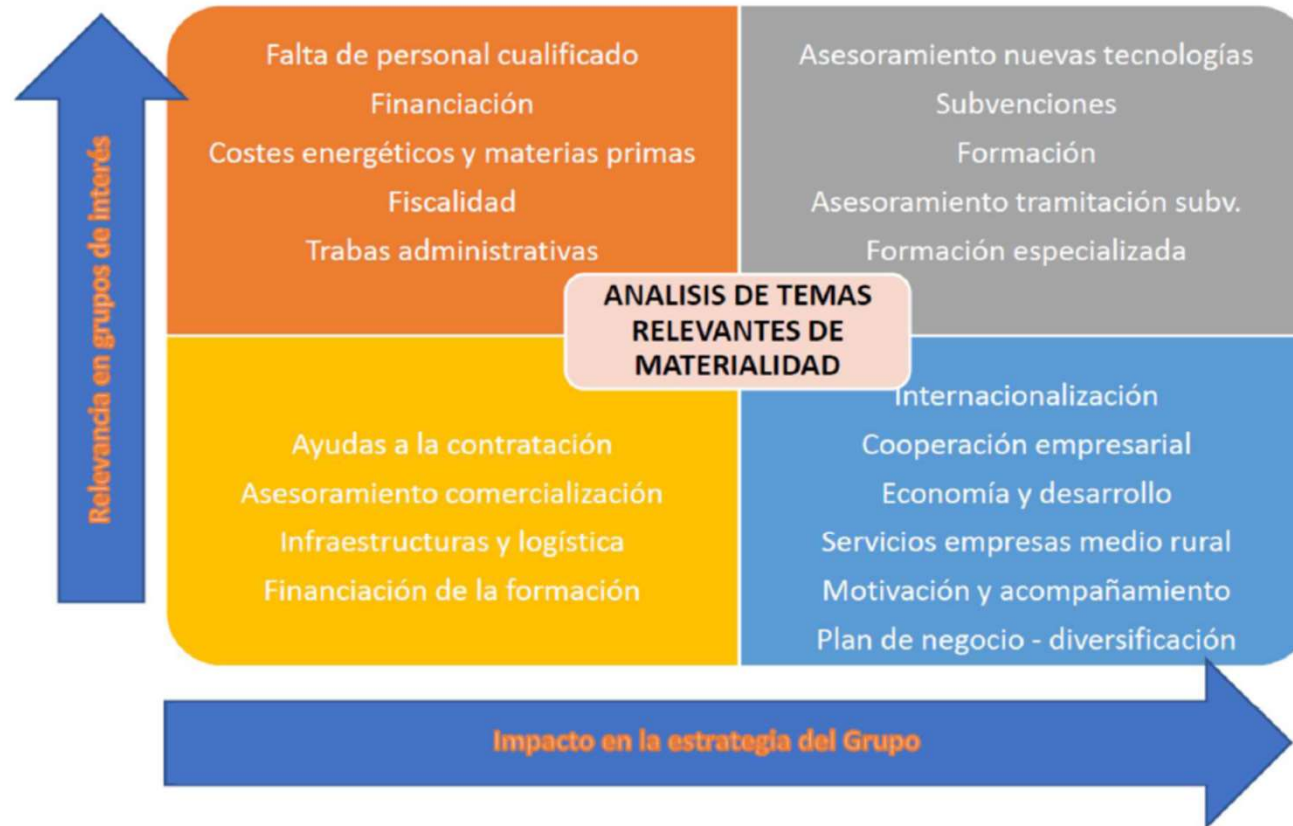 Relevancia en grupos de interés
Falta de personal cualificado
Financiación
Costes energéticos y materias primas
Fiscalidad
Trabas administrativas
Asesoramiento nuevas tecnologías
Subvenciones
Formación
Asesoramiento tramitación subv.
Formación especializada
ANALISIS DE TEMAS
RELEVANTES DE
MATERIALIDAD
Ayudas a la contratación
Asesoramiento comercialización
Infraestructuras y logística
Financiación de la formación
Internacionalización
Cooperación empresarial
Economía y desarrollo
Servicios empresas medio rural
Motivación y acompañamiento
Plan de negocio - diversificación
Impacto en la estrategia del Grupo